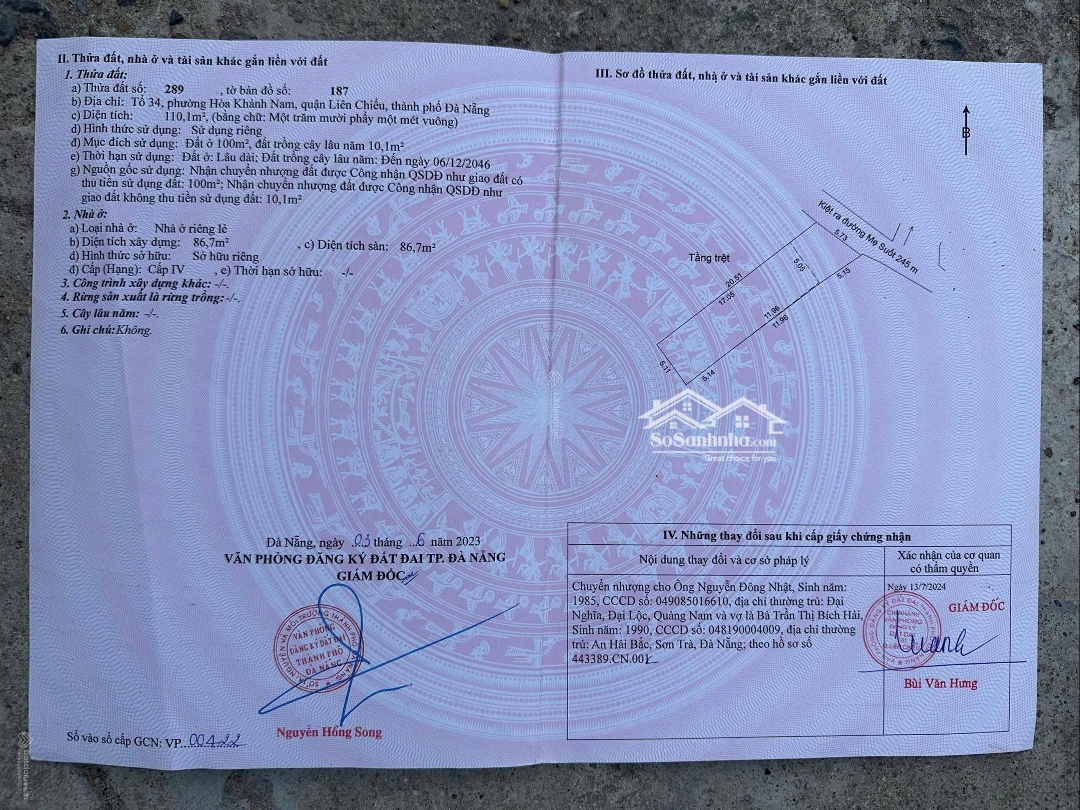 II. Thửa đất, nhà ở và tài sản khác gắn liền với đất
1. Thửa đất:
a) Thửa đất số: 289 , tờ bản đồ số: 187
b) Địa chỉ: Tổ 34, phường Hòa Khánh Nam, quận Liên Chiểu, thành phố Đà Nẵng
c) Diện tích: 110,1m², (bằng chữ: Một trăm mười phẩy một mét vuông)
d) Hình thức sử dụng: Sử dụng riêng
đ) Mục đích sử dụng: Đất ở 100m², đất trồng cây lâu năm 10,1m²
e) Thời hạn sử dụng: Đất ở: Lâu dài; Đất trồng cây lâu năm: Đến ngày 06/12/2046
g) Nguồn gốc sử dụng: Nhận chuyển nhượng đất được Công nhận QSDĐ như giao đất có
thu tiền sử dụng đất: 100m²; Nhận chuyển nhượng đất được Công nhận QSDĐ như
giao đất không thu tiền sử dụng đất: 10,1m²
2. Nhà ở:
a) Loại nhà ở: Nhà ở riêng lẻ
b) Diện tích xây dựng: 86,7m² , c) Diện tích sàn: 86,7m²
d) Hình thức sở hữu: Sở hữu riêng
đ) Cấp (Hạng): Cấp IV , e) Thời hạn sở hữu: -/-
3. Công trình xây dựng khác: -/-.
4. Rừng sản xuất là rừng trồng:-/-.
5. Cây lâu năm: -/-.
6. Ghi chú:Không.
Đà Nẵng, ngày 03 tháng 6 năm 2023
VĂN PHÒNG ĐĂNG KÝ ĐẤT ĐAI TP. ĐÀ NẴNG
GIÁM ĐỐC
VĂN PHÒNG
ĐĂNG KÝ ĐẤT ĐAI
THÀNH PHỐ
ĐÀ NẴNG
Nguyễn Hồng Song
Số vào sổ cấp GCN: VP 00422
III. Sơ đồ thửa đất, nhà ở và tài sản khác gắn liền với đất
B
Kiệt ra đường Mẹ Suốt 245 m
5.73
Tầng trệt
5.05
5.15
20.51
17.05
11.96
11.96
5.11
5.14
SoSanhnha.com
Great choice for you
IV. Những thay đổi sau khi cấp giấy chứng nhận
Nội dung thay đổi và cơ sở pháp lý
Xác nhận của cơ quan
có thẩm quyền
Chuyển nhượng cho Ông Nguyễn Đông Nhật, Sinh năm:
1985, CCCD số: 049085016610, địa chỉ thường trú: Đại
Nghĩa, Đại Lộc, Quảng Nam và vợ là Bà Trần Thị Bích Hải,
Sinh năm: 1990, CCCD số: 048190004009, địa chỉ thường
trú: An Hải Bắc, Sơn Trà, Đà Nẵng; theo hồ sơ số
443389.CN.001
Ngày 13/7/2024
GIÁM ĐỐC
Bùi Văn Hưng